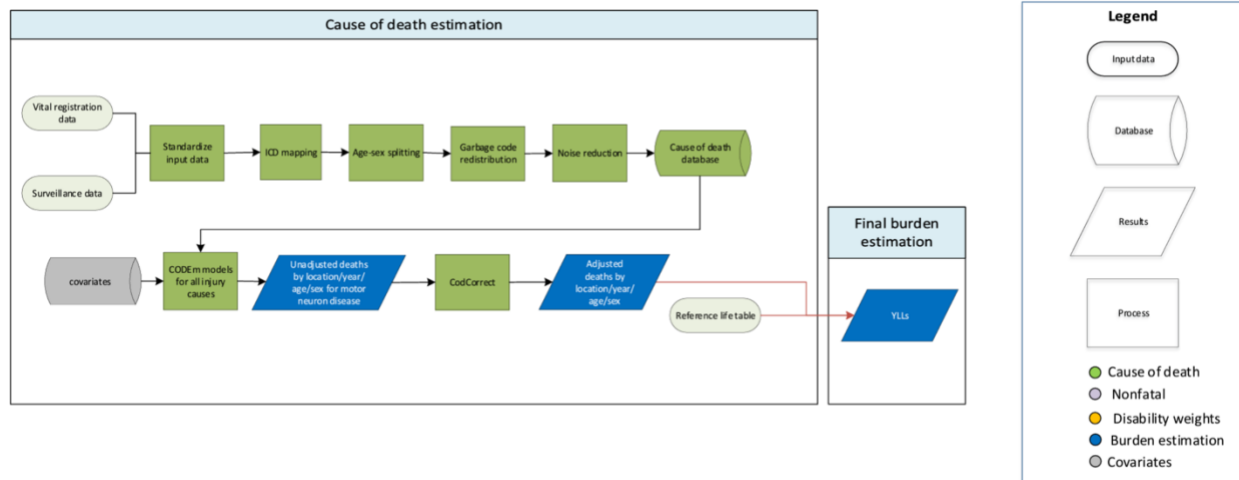 Cause of death estimation
Vital registration
data
Surveillance data
Standardize
input data
ICD mapping
Age-sex splitting
Garbage code
redistribution
Noise reduction
Cause of death
database
covariates
CODEm models
for all injury
causes
Unadjusted deaths
by location/year/
age/sex for motor
neuron disease
CodCorrect
Adjusted
deaths by
location/year/
age/sex
Reference life table
Final burden
estimation
YLLs
Legend
Input data
Database
Results
Process
Cause of death
Nonfatal
Disability weights
Burden estimation
Covariates